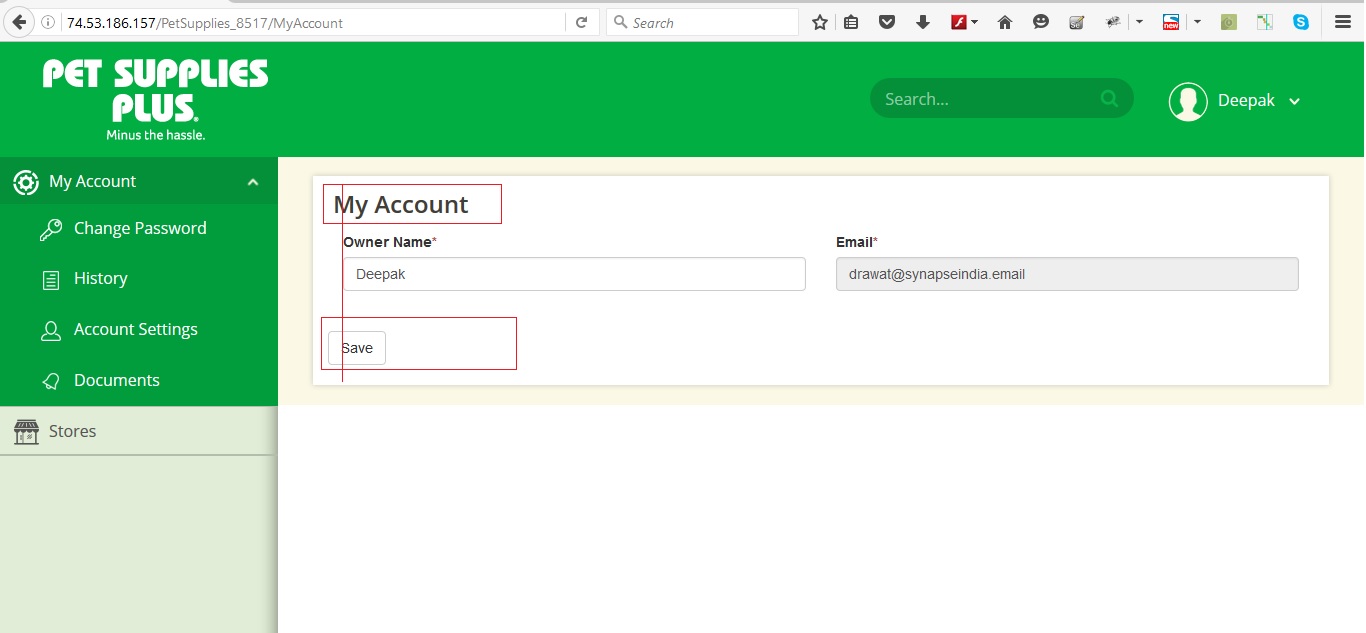 74.53.186.157/PetSupplies_8517/MyAccount
Search
new
PET SUPPLIES
PLUS.
Minus the hassle.
Search...
Deepak
My Account
Change Password
History
Account Settings
Documents
Stores
My Account
Owner Name*
Email*
Deepak
drawat@synapseindia.email
Save